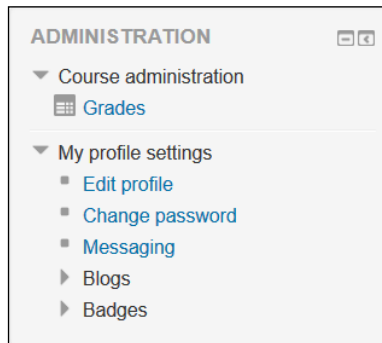 ADMINISTRATION
Course administration
Grades
My profile settings
Edit profile
Change password
Messaging
Blogs
Badges